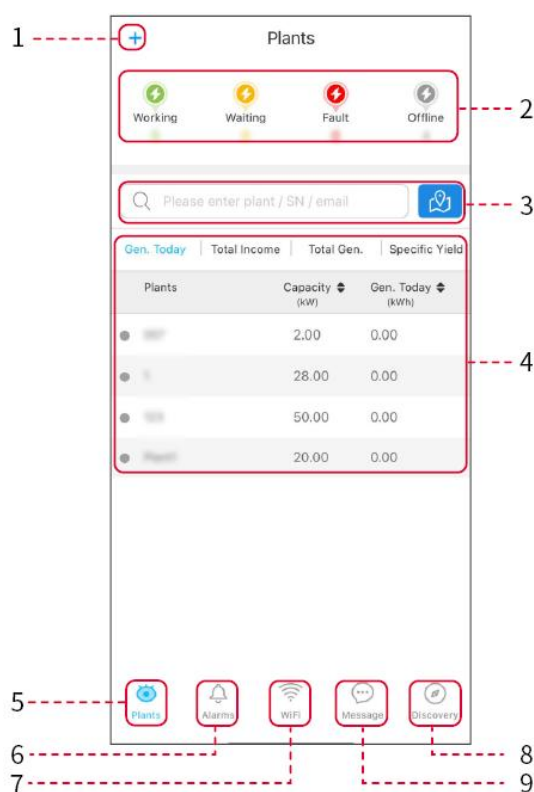 1
Plants
Working Waiting Fault Offline
2
Please enter plant / SN / email
3
Gen. Today Total Income Total Gen. Specific Yield
Plants Capacity Gen. Today
(kW) (kWh)
2.00 0.00
28.00 0.00
4
50.00 0.00
20.00 0.00
5
Plants Alarms WiFi Message Discovery
6 8
7 9